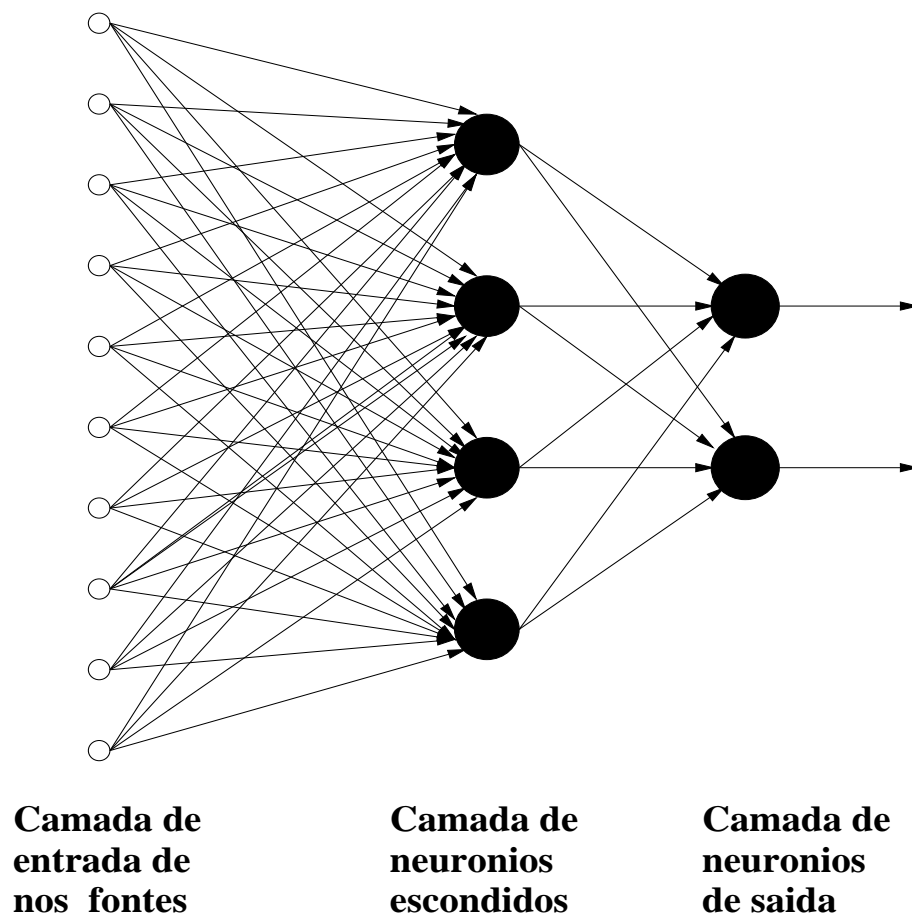 Camada de
entrada de
nos fontes
Camada de
neuronios
escondidos
Camada de
neuronios
de saida